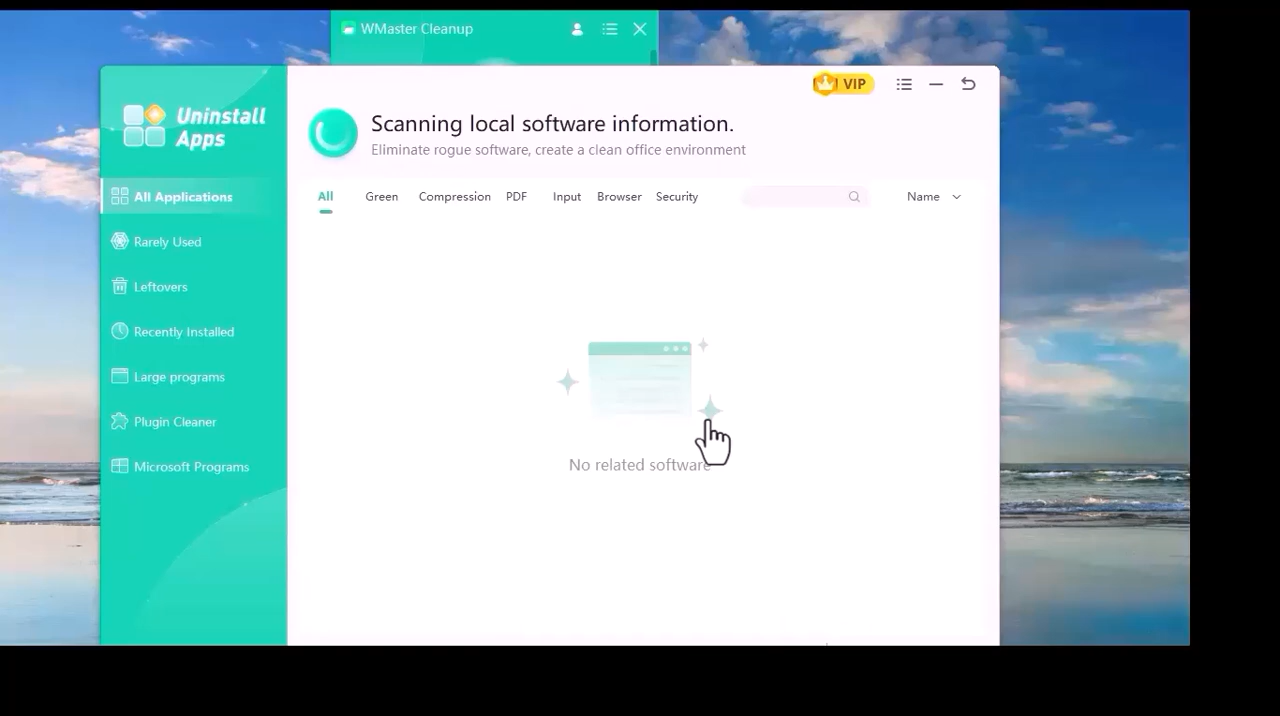 WMaster Cleanup
VIP
Uninstall
Apps
Scanning local software information.
Eliminate rogue software, create a clean office environment
All Green Compression PDF Input Browser Security Name
All Applications
Rarely Used
Leftovers
Recently Installed
Large programs
Plugin Cleaner
Microsoft Programs
No related software